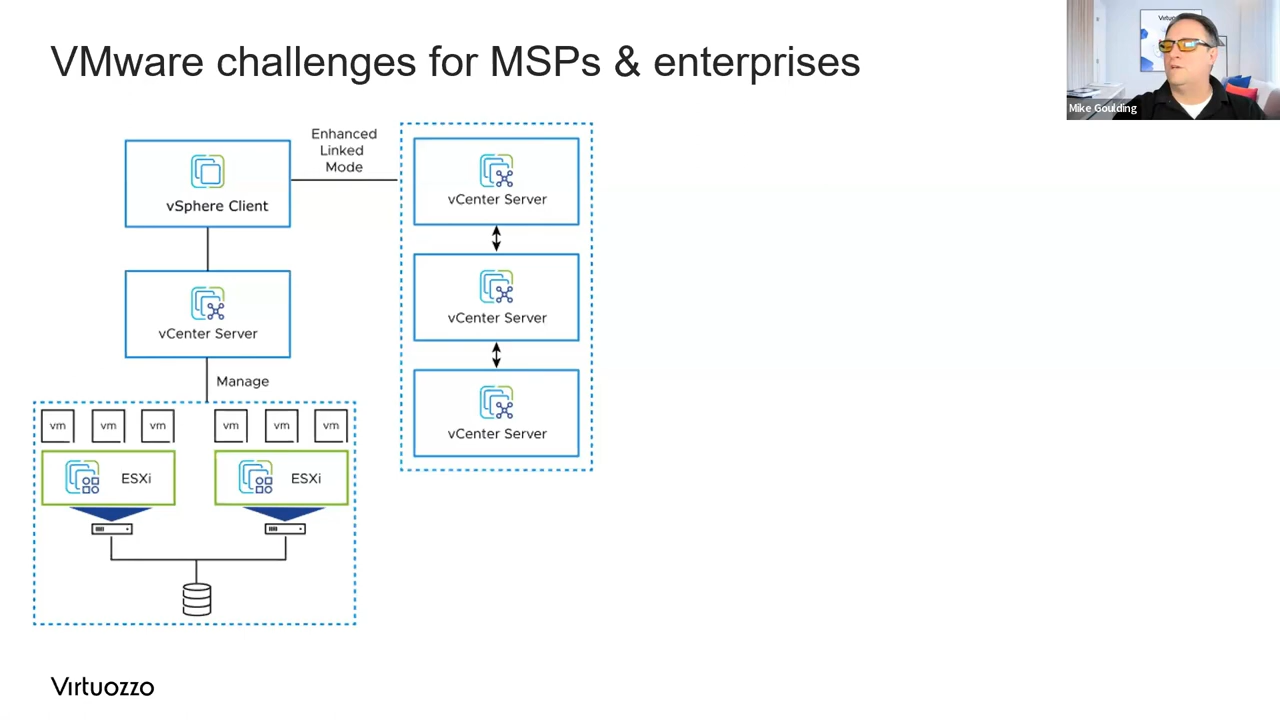 VMware challenges for MSPs & enterprises
Virtuozzo
Mike Goulding
Enhanced
Linked
Mode
vSphere Client
vCenter Server
Manage
vm
vm
vm
vm
vm
vm
ESXi
ESXi
vCenter Server
vCenter Server
vCenter Server
Virtuozzo